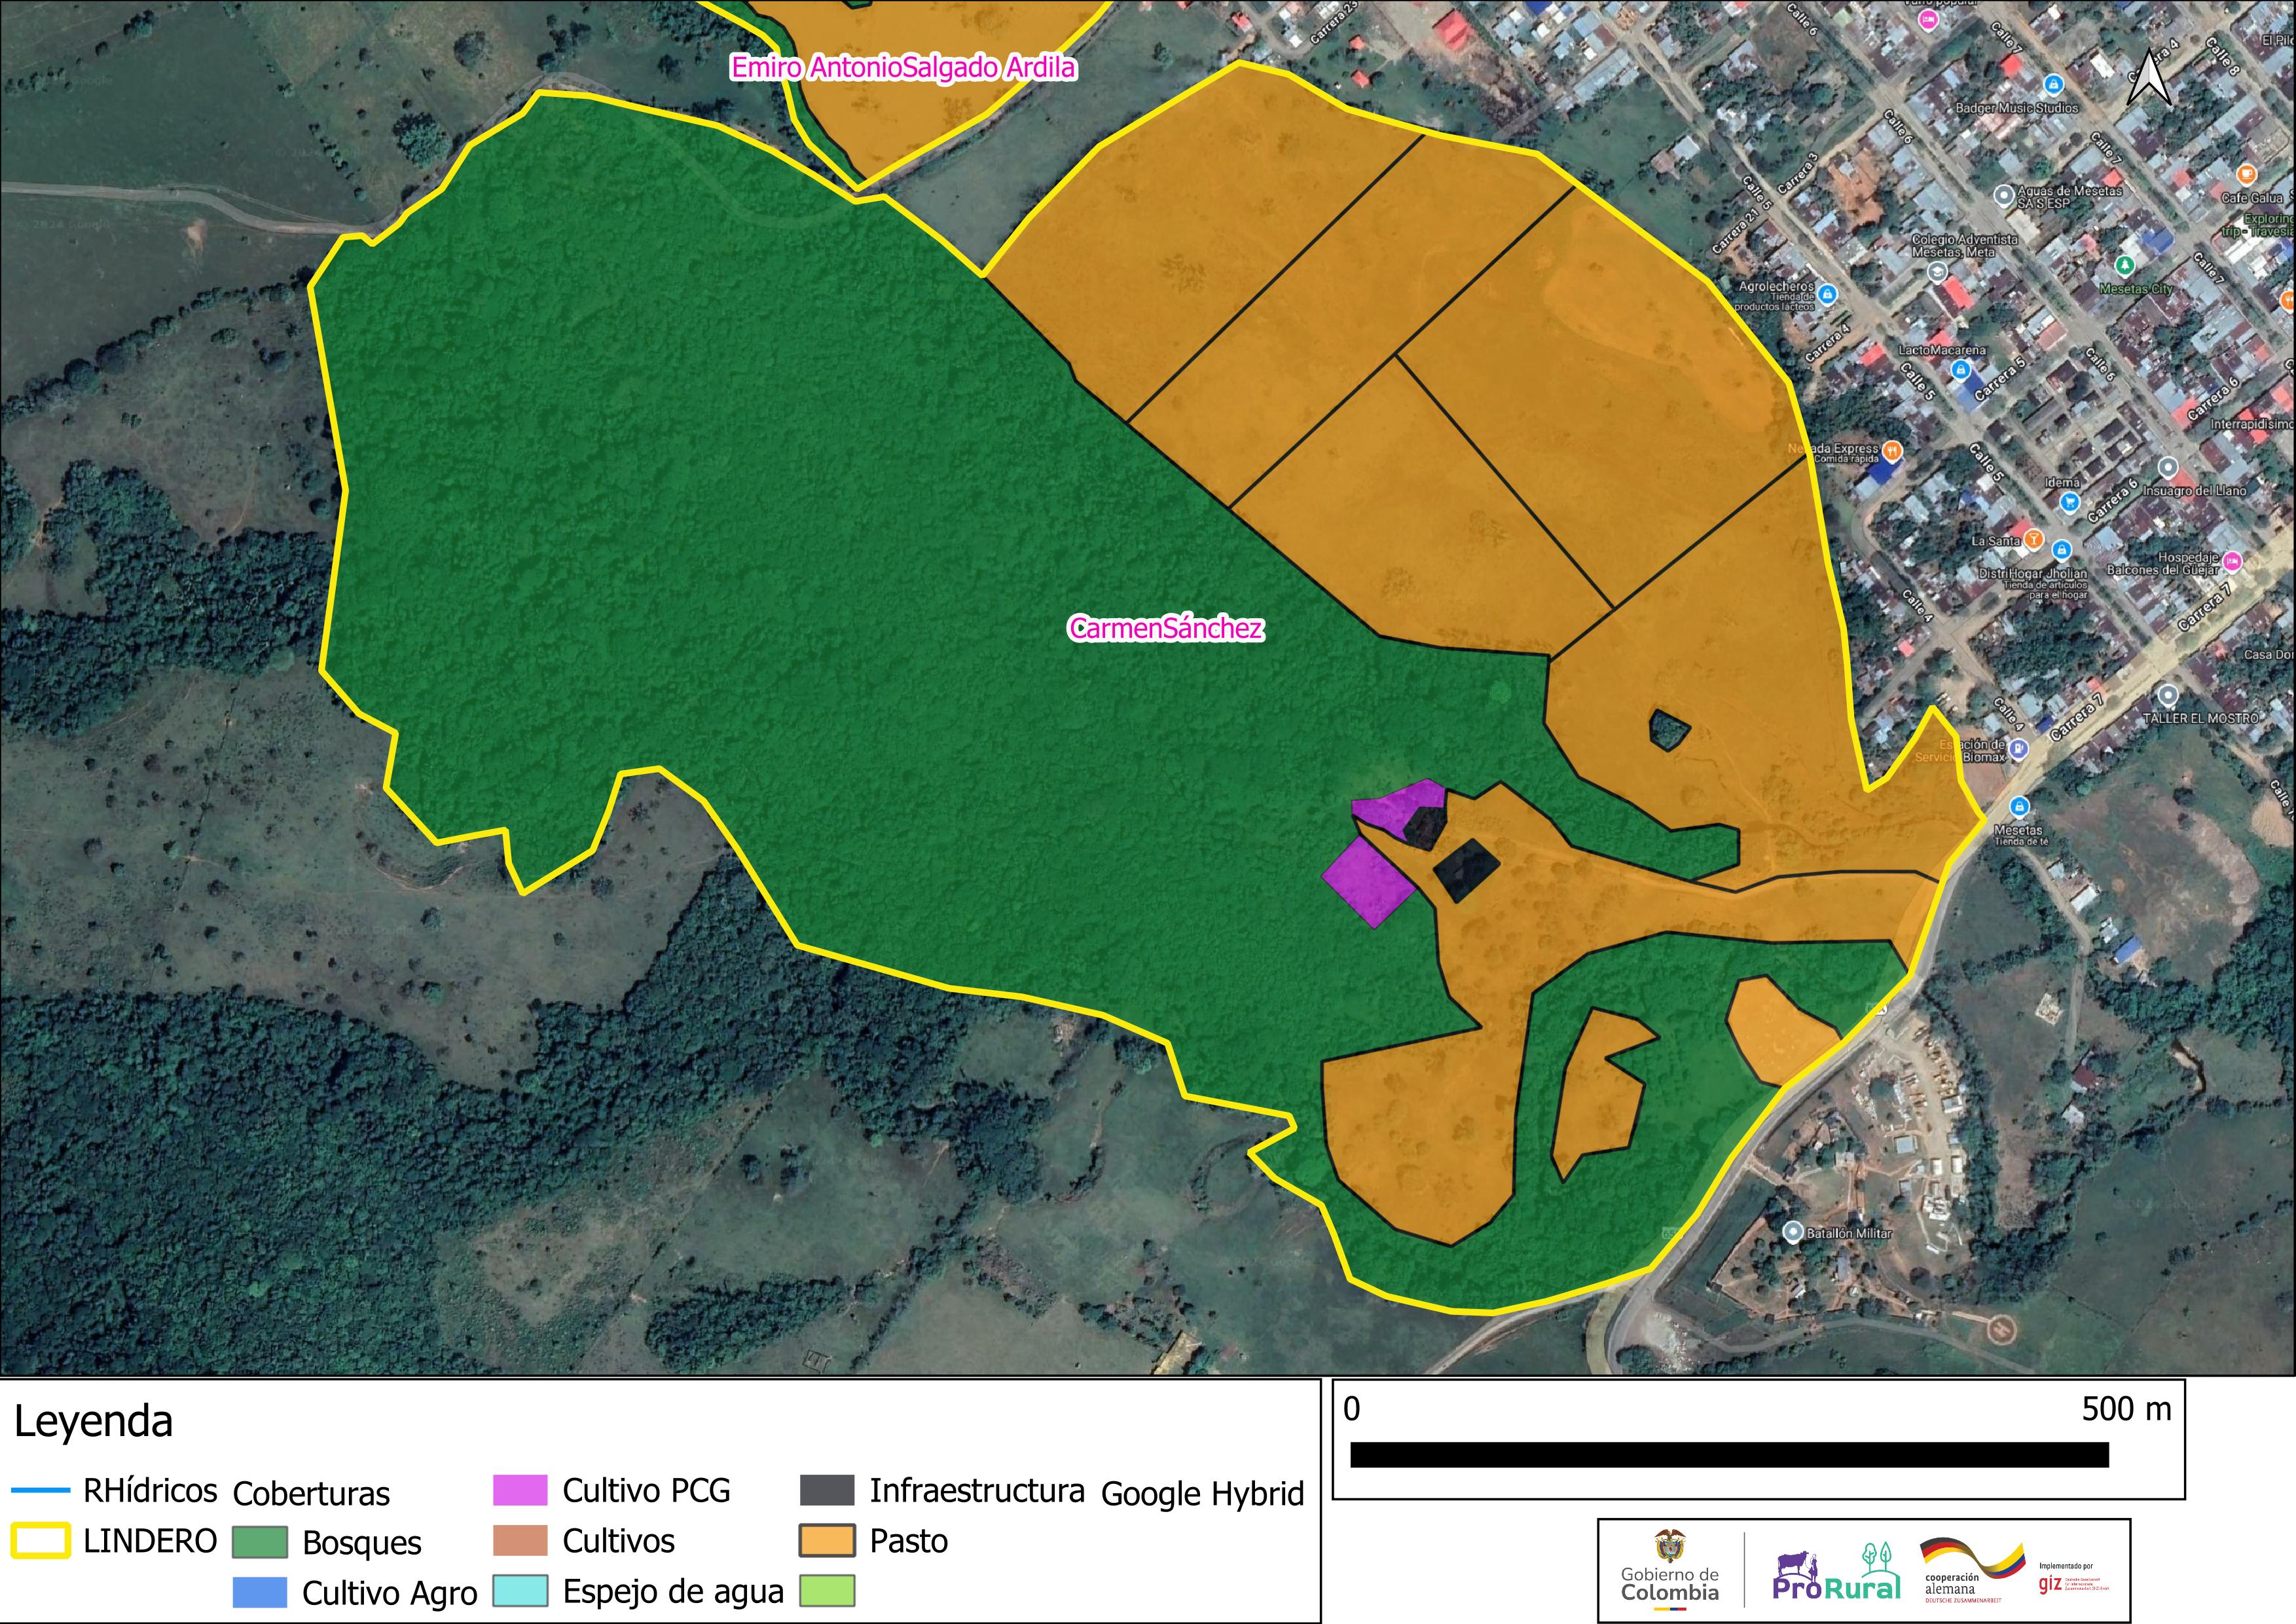 Emiro AntonioSalgado Ardila
CarmenSánchez
Carrera 23
Calle 6
Calle 7
Carrera 4
Calle 8
Badger Music Studios
Calle 6
Calle 7
Calle 5
Carrera 3
Carrera 21
Aguas de Mesetas
SA S ESP
Cafe Galua
Colegio Adventista
Mesetas, Meta
Calle 7
Agrolecheros
Tienda de
productos lácteos
Mesetas City
Carrera 4
LactoMacarena
Calle 5
Carrera 5
Calle 6
Carrera 6
Interrapidisimo
Nevada Express
Comida rápida
Calle 5
Idema
Carrera 6
Insuagro del Llano
La Santa
DistriHogar Jholian
Tienda de artículos
para el hogar
Hospedaje
Balcones del Güejar
Calle 4
Carrera 7
Calle 4
Carrera 7
TALLER EL MOSTRO
Estación de
Servicio Biomax
Mesetas
Tienda de té
Batallón Militar
Leyenda
RHídricos
LINDERO
Coberturas
Bosques
Cultivo Agro
Cultivo PCG
Cultivos
Espejo de agua
Infraestructura
Pasto
Google Hybrid
0 500 m
Gobierno de
Colombia
ProRural
cooperación
alemana
DEUTSCHE ZUSAMMENARBEIT
Implementado por
giz